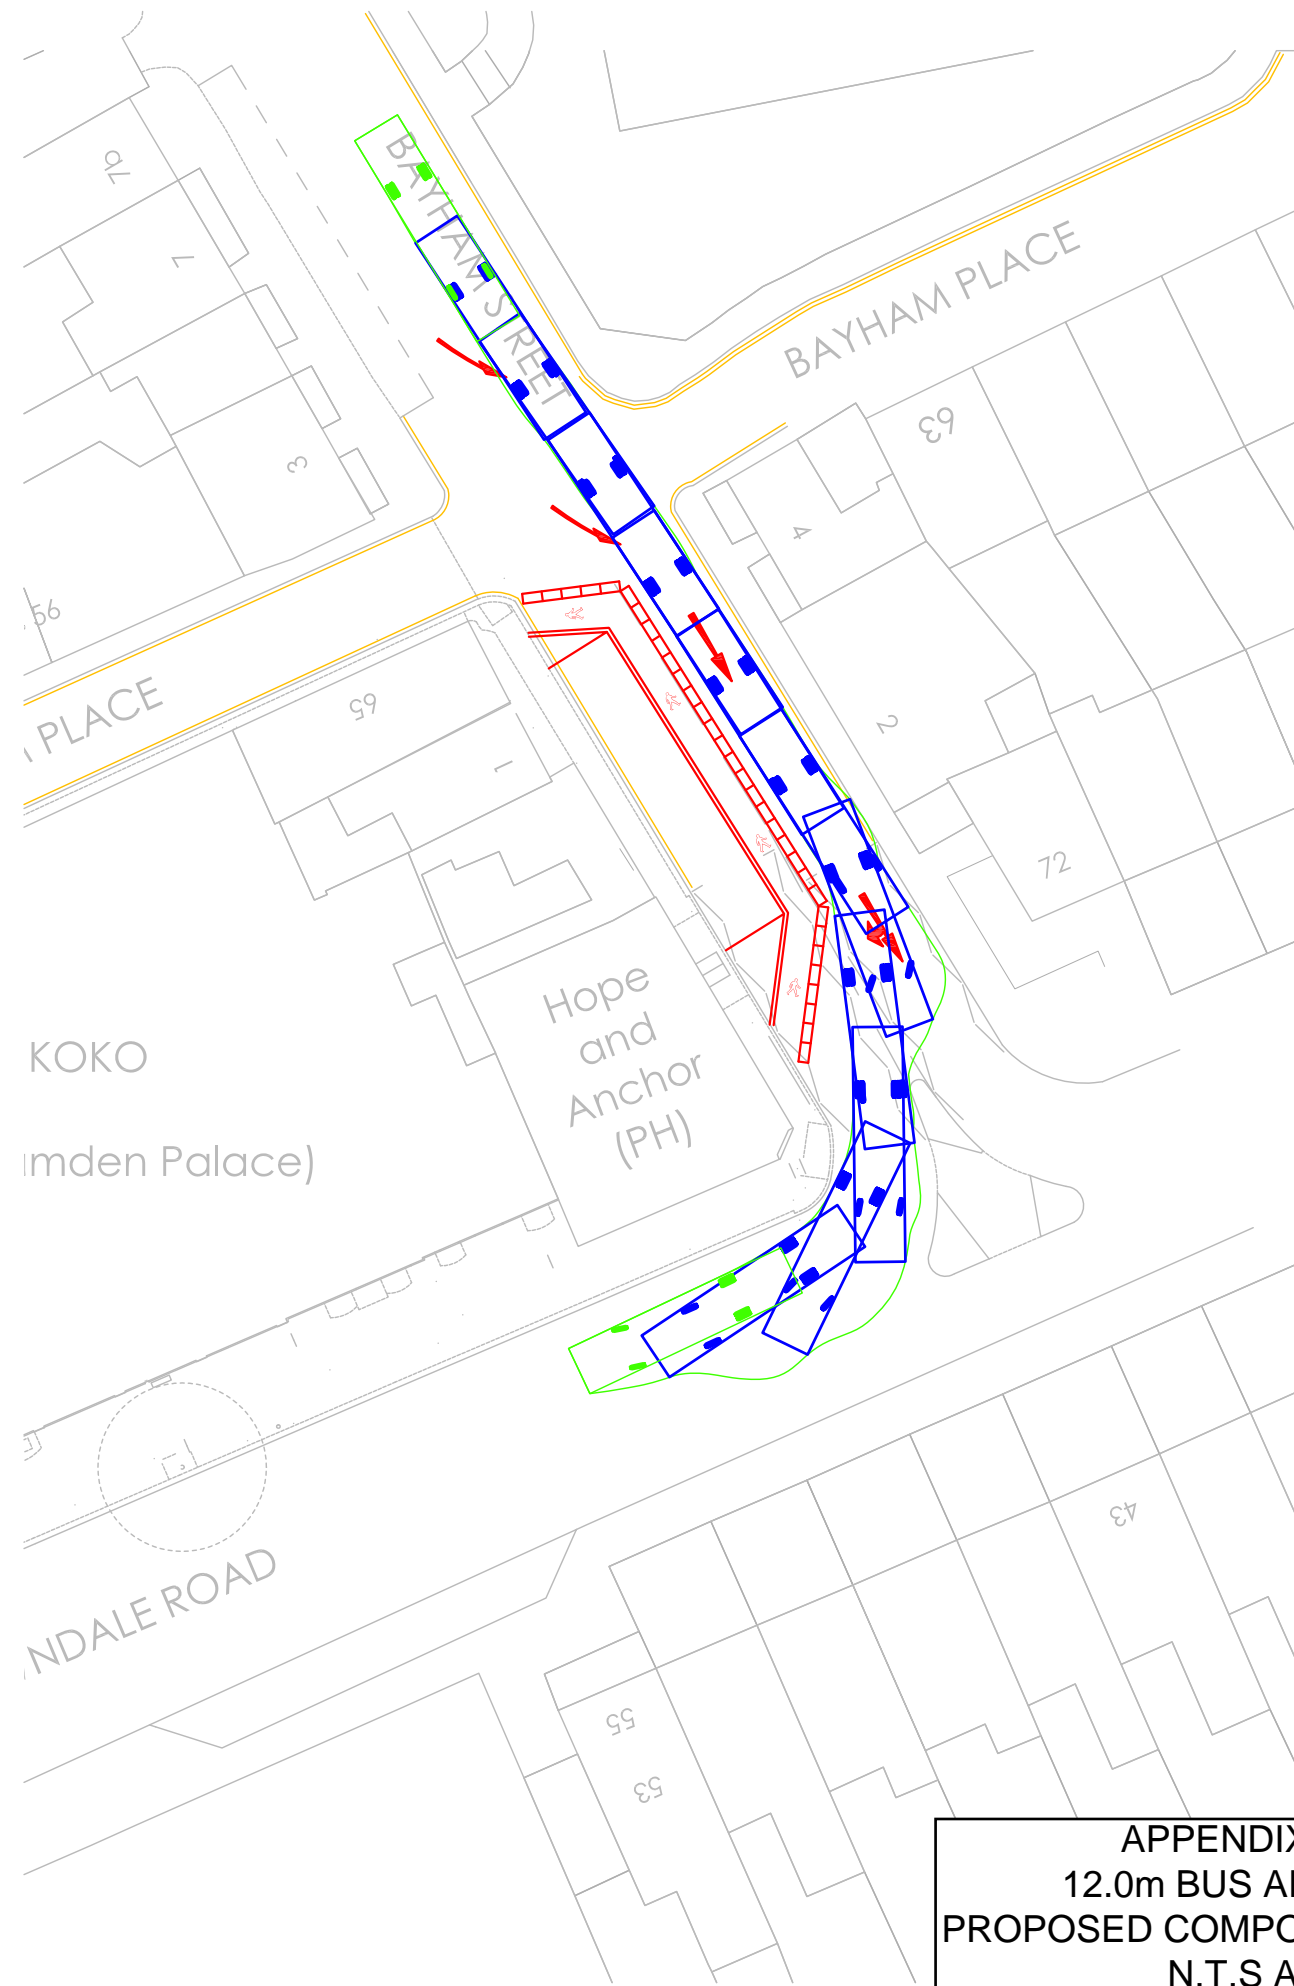 BAYHAM STREET
BAYHAM PLACE
7b
7
3
4
63
56
PLACE
65
1
2
72
Hope
and
Anchor
(PH)
KOKO
mden Palace)
NDALE ROAD
43
55
53
APPENDIX
12.0m BUS A
PROPOSED COMPO
N.T.S A